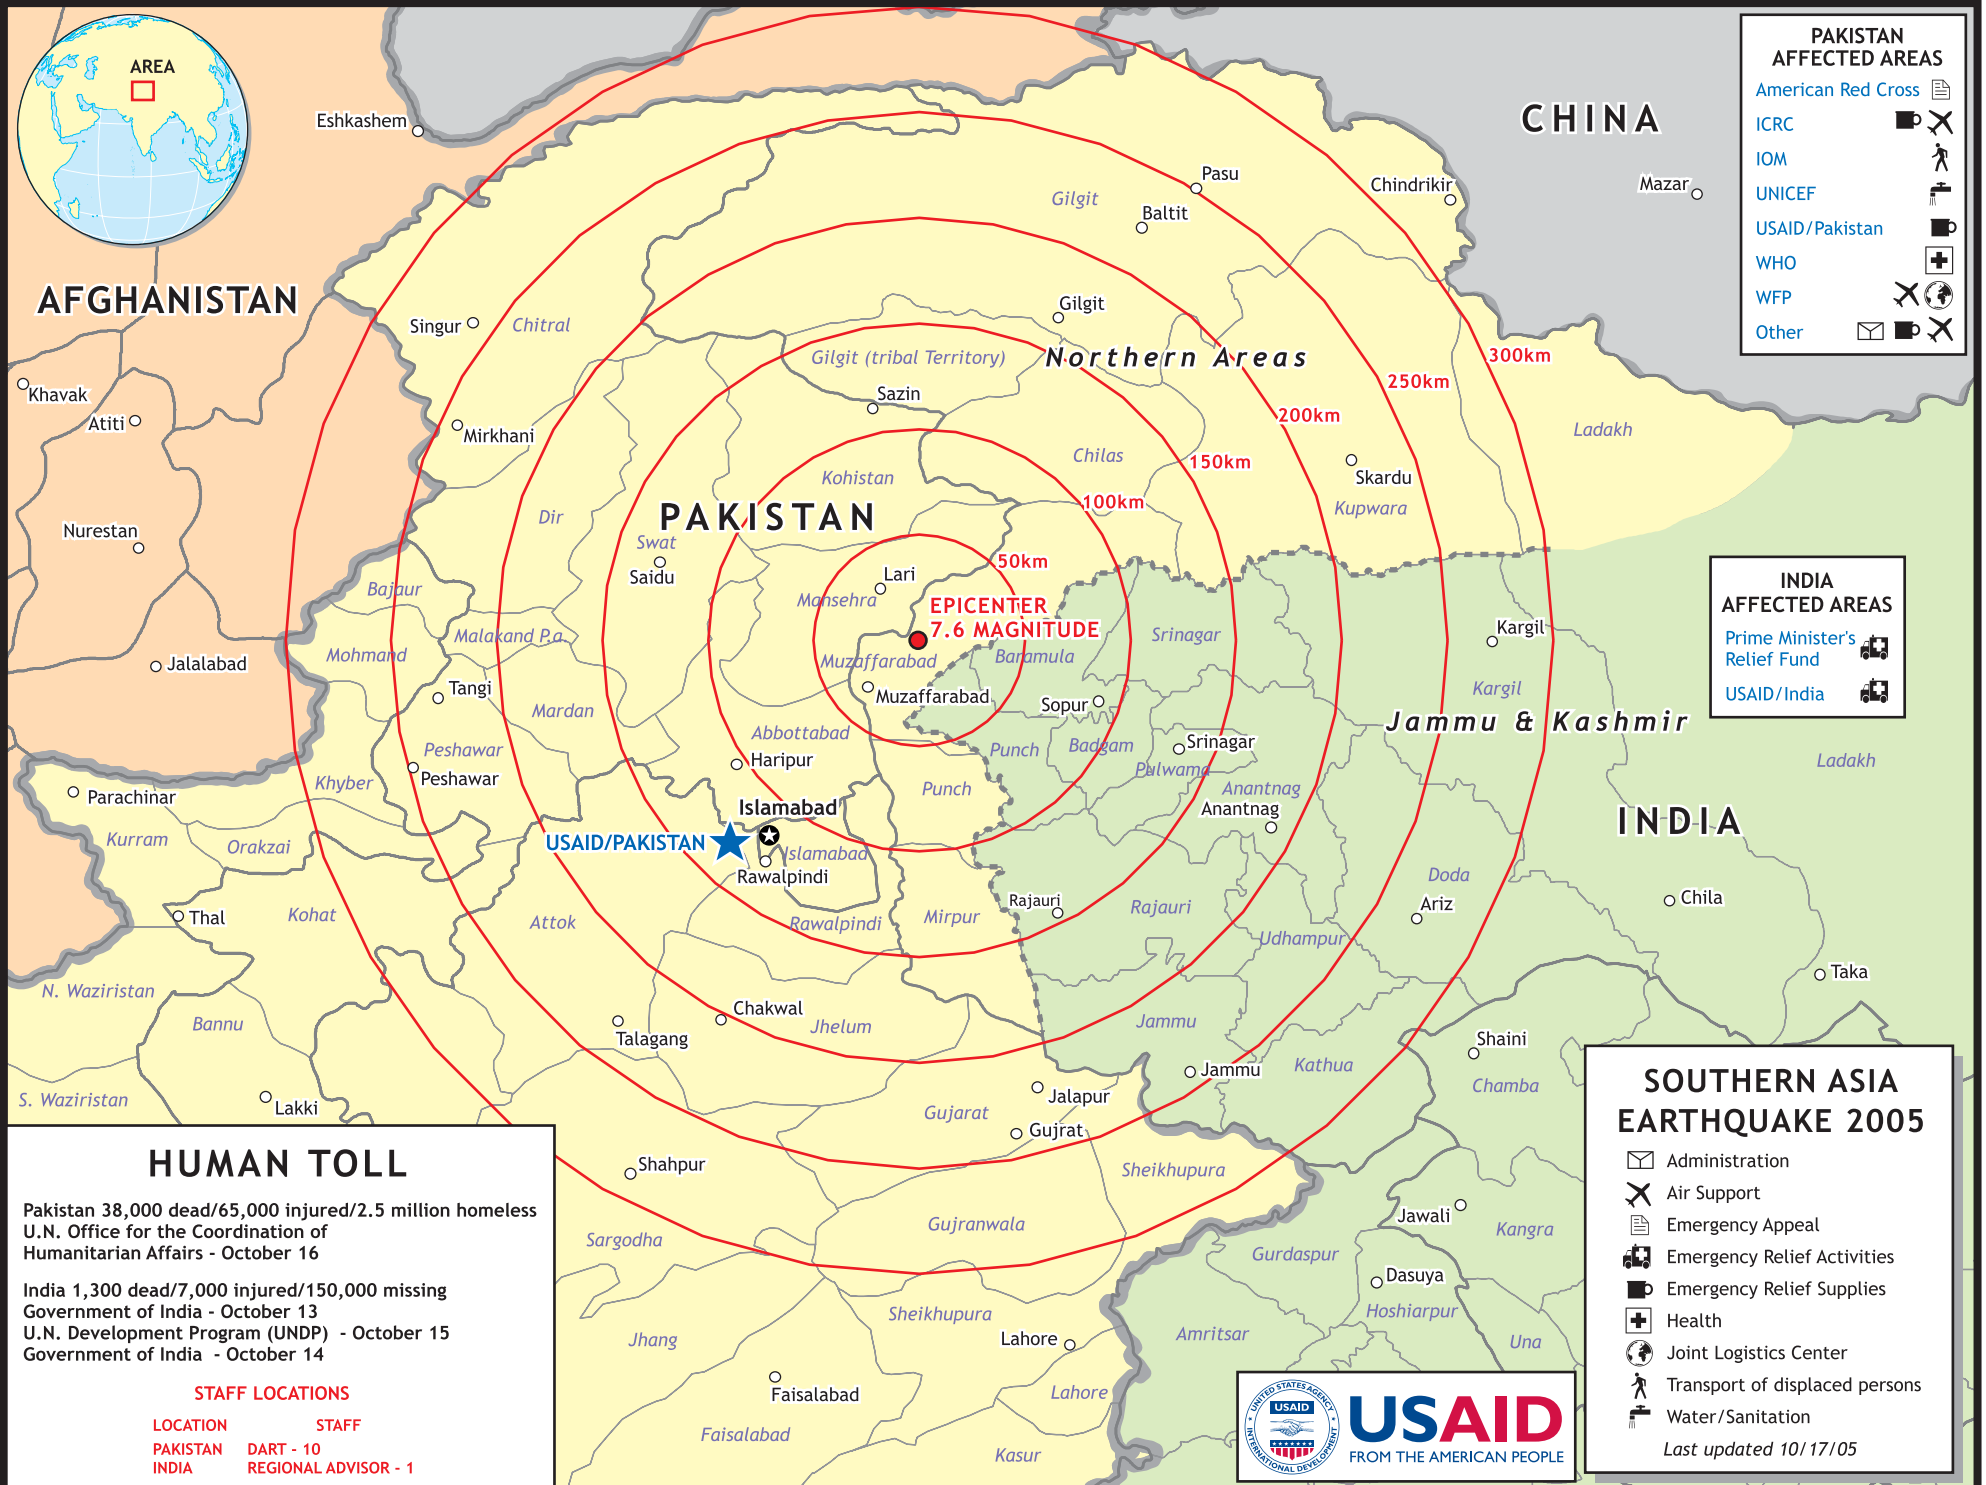 AREA
Eshkashem
AFGHANISTAN
CHINA
Mazar
Chindrikir
Pasu
Baltit
Gilgit
Singur
Chitral
Gilgit
Gilgit (tribal Territory)
Northern Areas
Khavak
Atiti
Mirkhani
Sazin
Kohistan
Chilas
Skardu
Kupwara
Ladakh
300km
250km
200km
150km
100km
50km
PAKISTAN
Nurestan
Dir
Swat
Saidu
Lari
Mansehra
EPICENTER
7.6 MAGNITUDE
Bajaur
Malakand P.a.
Mohmand
Jalalabad
Tangi
Mardan
Muzaffarabad
Muzaffarabad
Baramula
Srinagar
Kargil
Kargil
Sopur
Jammu & Kashmir
Abbottabad
Haripur
Punch
Badgam
Srinagar
Pulwama
Peshawar
Peshawar
Khyber
Parachinar
Kurram
Orakzai
Punch
Anantnag
Anantnag
Ladakh
INDIA
Islamabad
USAID/PAKISTAN
Islamabad
Rawalpindi
Rawalpindi
Thal
Kohat
Attok
Mirpur
Rajauri
Rajauri
Udhampur
Doda
Ariz
Chila
Taka
N. Waziristan
Bannu
Chakwal
Talagang
Jhelum
Jammu
Jammu
Kathua
Shaini
Chamba
S. Waziristan
Lakki
Jalapur
Gujarat
Gujrat
Shahpur
Sheikhupura
Sargodha
Gujranwala
Jawali
Kangra
Gurdaspur
Dasuya
Hoshiarpur
Sheikhupura
Jhang
Lahore
Amritsar
Una
Faisalabad
Lahore
Faisalabad
Kasur
PAKISTAN
AFFECTED AREAS
American Red Cross
ICRC
IOM
UNICEF
USAID/Pakistan
WHO
WFP
Other
INDIA
AFFECTED AREAS
Prime Minister's
Relief Fund
USAID/India
HUMAN TOLL
Pakistan 38,000 dead/65,000 injured/2.5 million homeless
U.N. Office for the Coordination of
Humanitarian Affairs - October 16
India 1,300 dead/7,000 injured/150,000 missing
Government of India - October 13
U.N. Development Program (UNDP) - October 15
Government of India - October 14
STAFF LOCATIONS
LOCATION STAFF
PAKISTAN DART - 10
INDIA REGIONAL ADVISOR - 1
UNITED STATES AGENCY
USAID
INTERNATIONAL DEVELOPMENT
USAID
FROM THE AMERICAN PEOPLE
SOUTHERN ASIA
EARTHQUAKE 2005
Administration
Air Support
Emergency Appeal
Emergency Relief Activities
Emergency Relief Supplies
Health
Joint Logistics Center
Transport of displaced persons
Water/Sanitation
Last updated 10/17/05